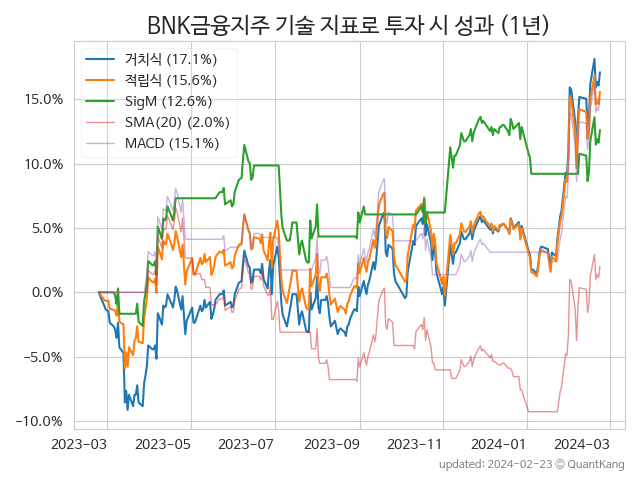 BNK금융지주 기술 지표로 투자 시 성과 (1년)
거치식 (17.1%)
적립식 (15.6%)
SigM (12.6%)
SMA(20) (2.0%)
MACD (15.1%)
15.0%
10.0%
5.0%
0.0%
−5.0%
−10.0%
2023-03 2023-05 2023-07 2023-09 2023-11 2024-01 2024-03
updated: 2024-02-23 ⓒ QuantKang